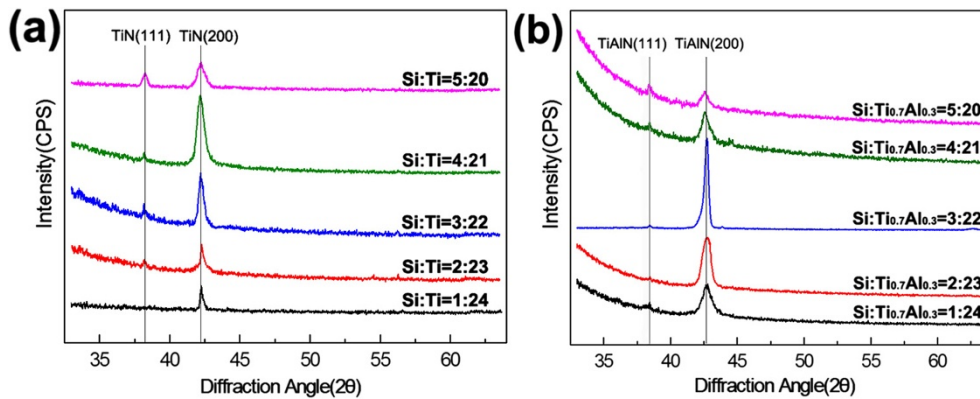 (a)
TiN(111) TiN(200)
Si:Ti=5:20
Si:Ti=4:21
Si:Ti=3:22
Si:Ti=2:23
Si:Ti=1:24
Intensity(CPS)
35 40 45 50 55 60
Diffraction Angle(2θ)
(b)
TiAlN(111) TiAlN(200)
Si:Ti₀.₇Al₀.₃=5:20
Si:Ti₀.₇Al₀.₃=4:21
Si:Ti₀.₇Al₀.₃=3:22
Si:Ti₀.₇Al₀.₃=2:23
Si:Ti₀.₇Al₀.₃=1:24
Intensity(CPS)
35 40 45 50 55 60
Diffraction Angle(2θ)